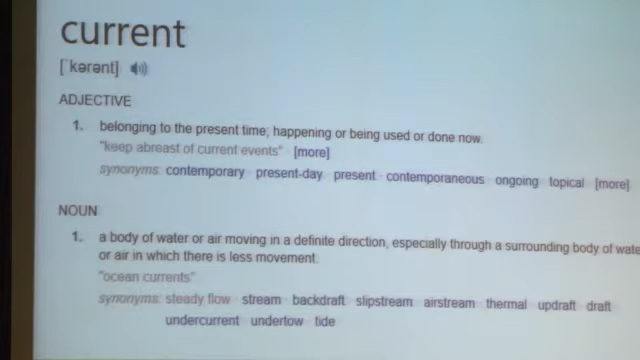 current
[ˈkərənt]
ADJECTIVE
1. belonging to the present time; happening or being used or done now.
"keep abreast of current events" [more]
synonyms: contemporary present-day present contemporaneous ongoing topical [more]
NOUN
1. a body of water or air moving in a definite direction, especially through a surrounding body of wate
or air in which there is less movement.
"ocean currents"
synonyms: steady flow stream backdraft slipstream airstream thermal updraft draft
undercurrent undertow tide